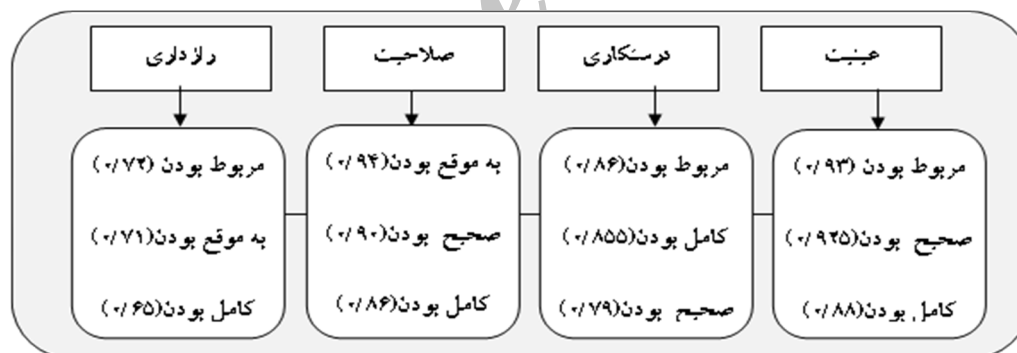 عینیت
درستکاری
صلاحیت
رازداری
مربوط بودن (۰/۹۳)
صحیح بودن(۰/۹۲۵)
کامل بودن(۰/۸۸)
مربوط بودن(۰/۸۶)
کامل بودن(۰/۸۵۵)
صحیح بودن(۰/۷۹)
به موقع بودن(۰/۹۴)
صحیح بودن(۰/۹۰)
کامل بودن(۰/۸۶)
مربوط بودن (۰/۷۲)
به موقع بودن(۰/۷۱)
کامل بودن(۰/۶۵)